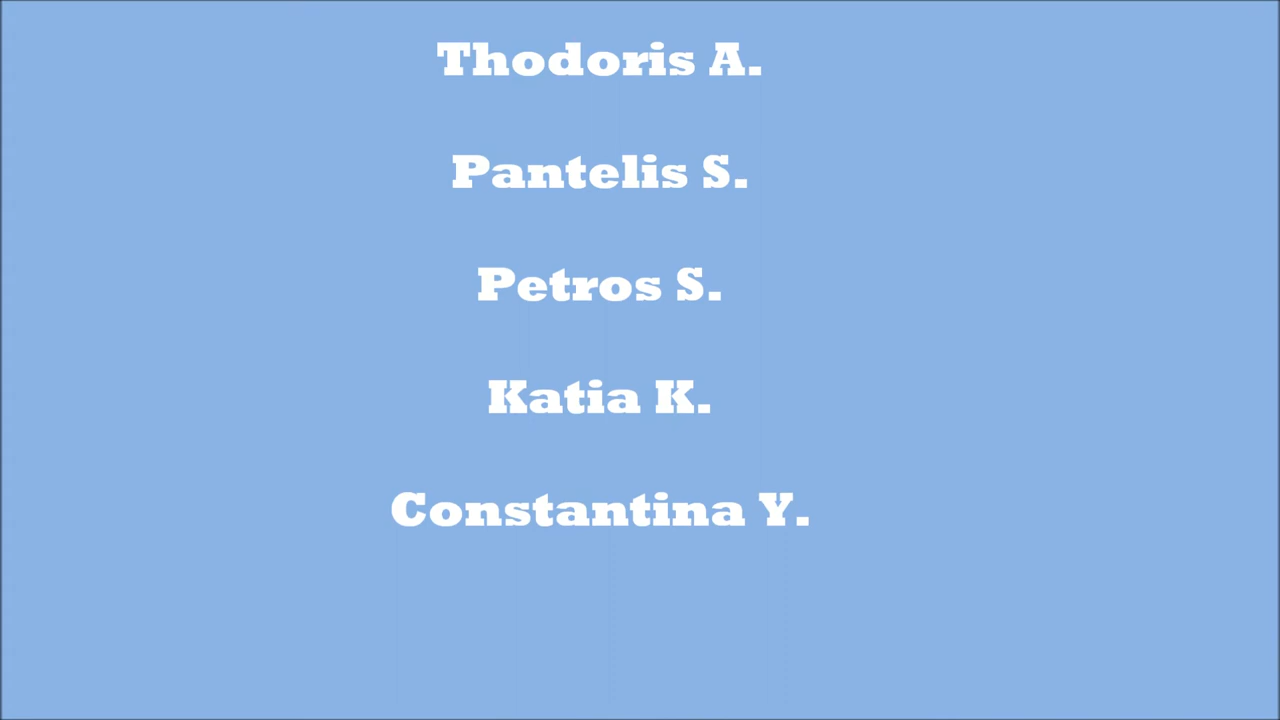 Thodoris A.
Pantelis S.
Petros S.
Katia K.
Constantina Y.